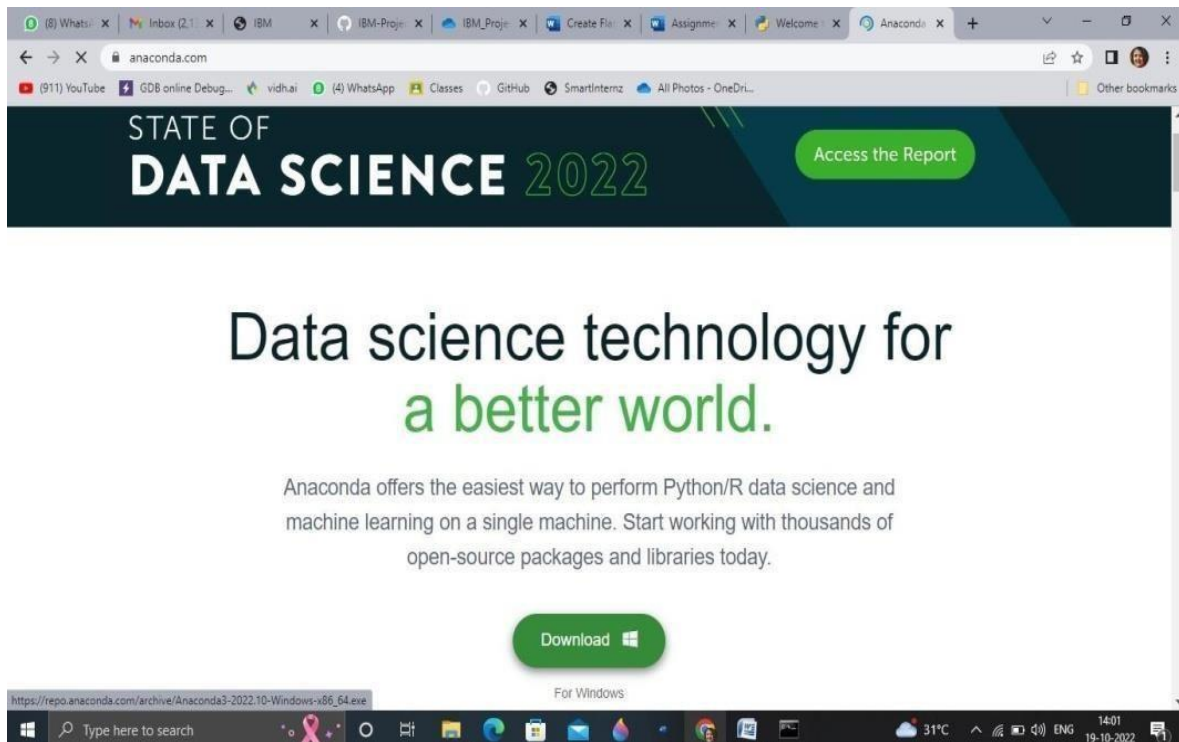 (8) Whats
Inbox (2,1
IBM
IBM-Proje
IBM_Proje
Create Fla
Assignme
Welcome
Anaconda
anaconda.com
(911) YouTube
GDB online Debug...
vidh.ai
(4) WhatsApp
Classes
GitHub
SmartInternz
All Photos - OneDri...
Other bookmarks
STATE OF
DATA SCIENCE 2022
Access the Report
Data science technology for
a better world.
Anaconda offers the easiest way to perform Python/R data science and
machine learning on a single machine. Start working with thousands of
open-source packages and libraries today.
Download
For Windows
https://repo.anaconda.com/archive/Anaconda3-2022.10-Windows-x86_64.exe
Type here to search
31°C
ENG
14:01
19-10-2022